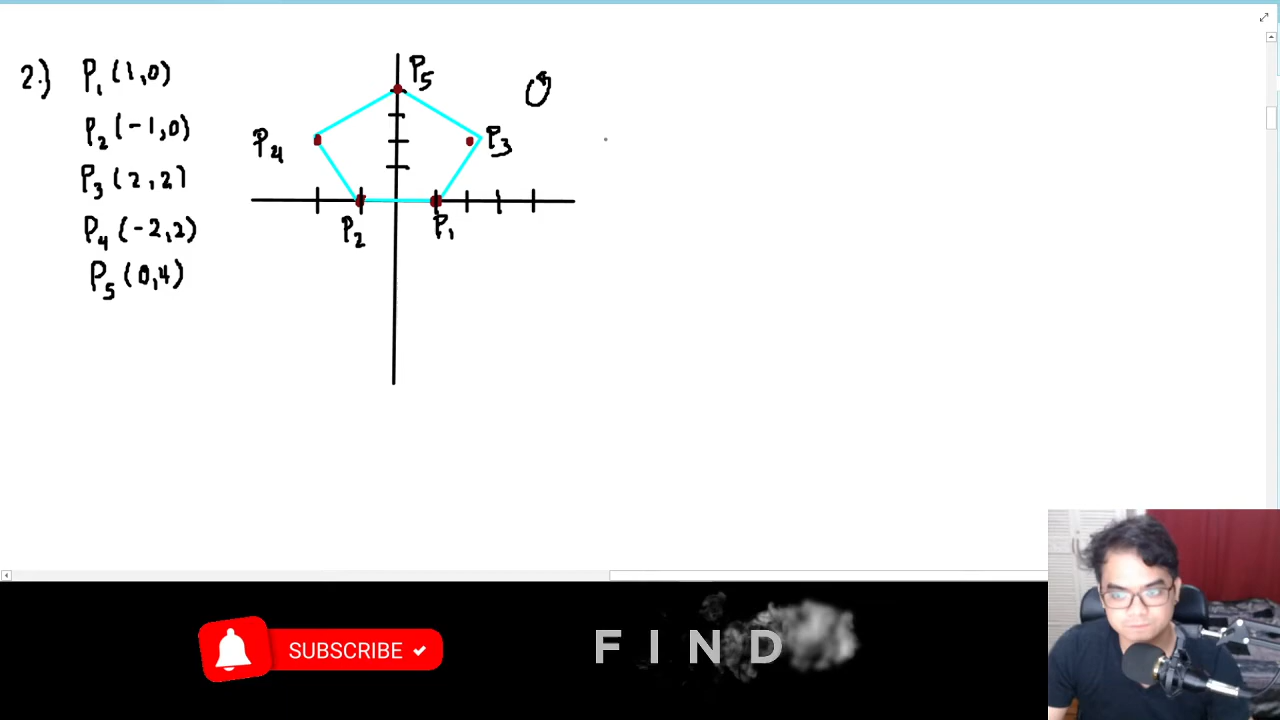 2.) P₁ (1,0)
P₂ (-1,0)
P₃ (2,2)
P₄ (-2,2)
P₅ (0,4)
P₅
P₄
P₃
P₂
P₁
SUBSCRIBE
FIND